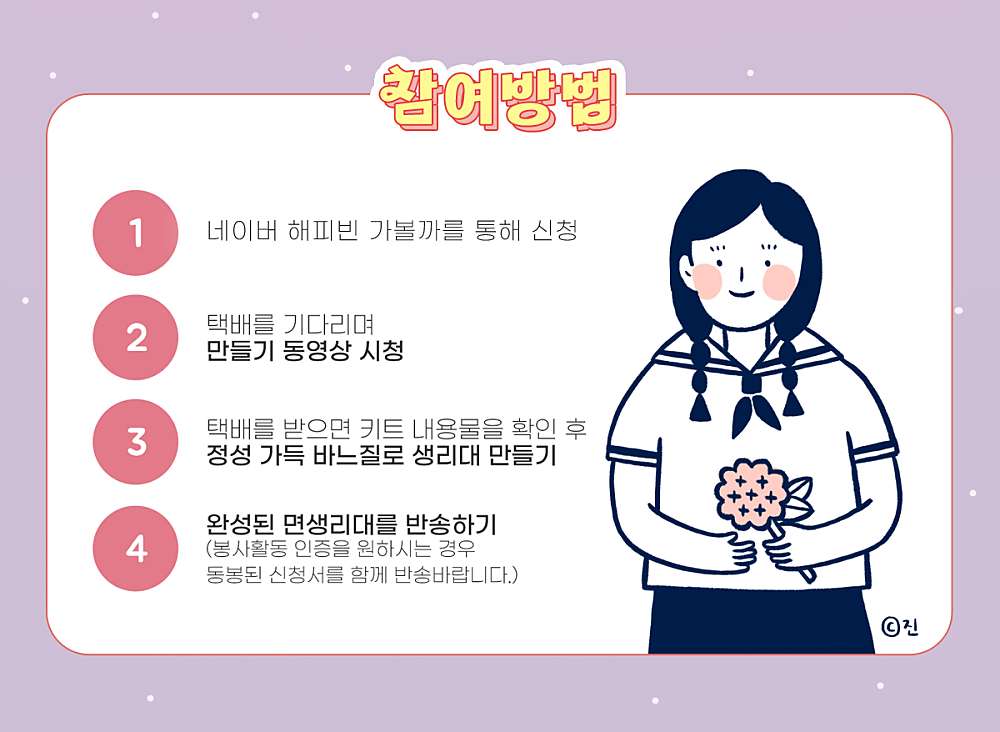 참여방법
1
네이버 해피빈 가볼까를 통해 신청
2
택배를 기다리며
만들기 동영상 시청
3
택배를 받으면 키트 내용물을 확인 후
정성 가득 바느질로 생리대 만들기
4
완성된 면생리대를 반송하기
(봉사활동 인증을 원하시는 경우
동봉된 신청서를 함께 반송바랍니다.)
ⓒ진